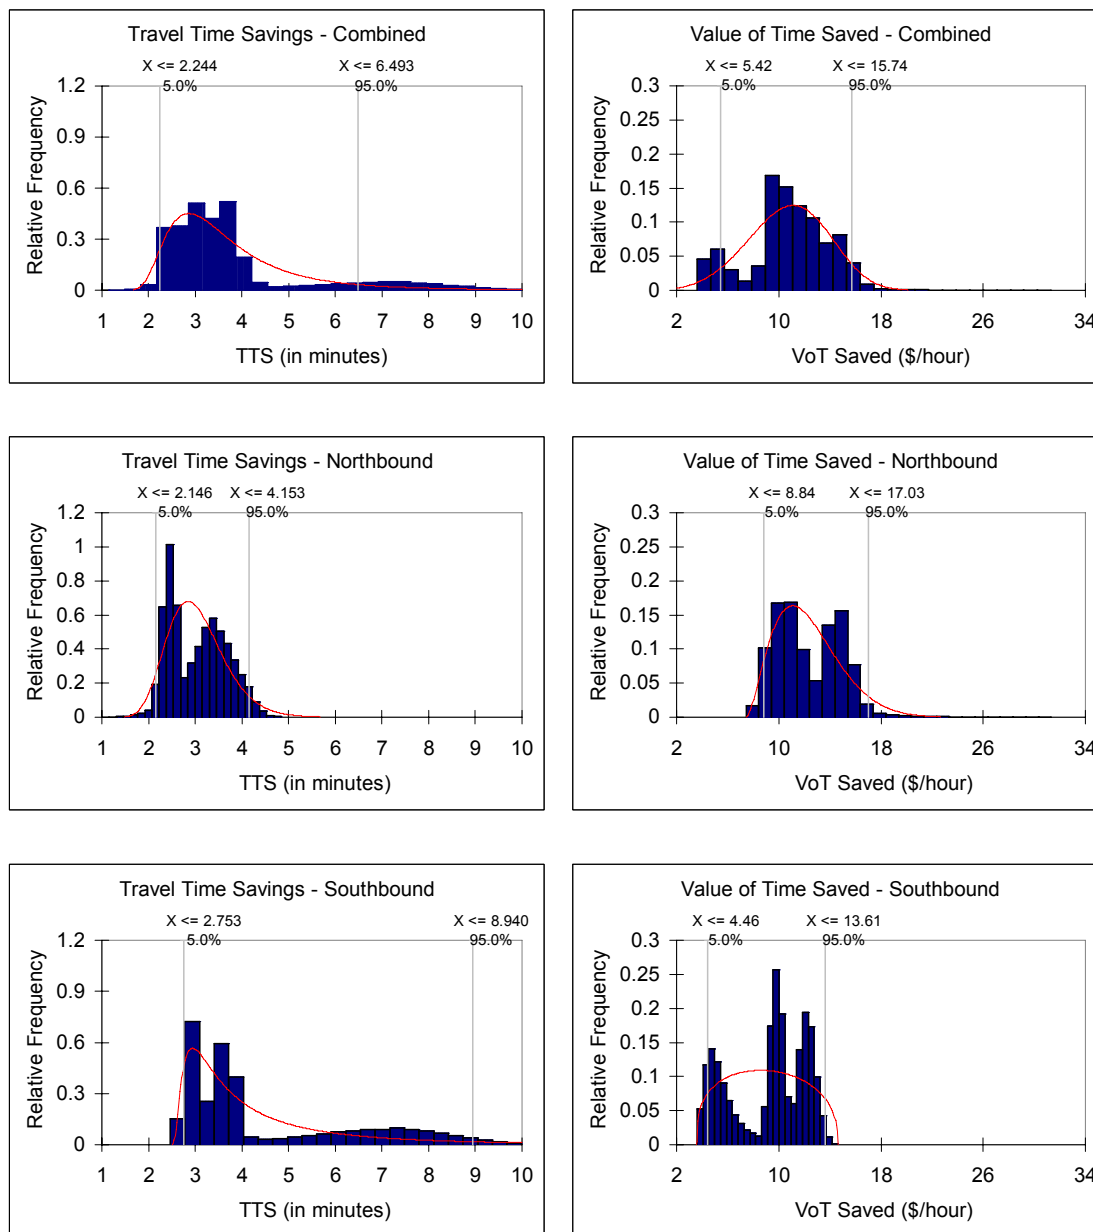 Travel Time Savings - Combined
X <= 2.244
5.0%
X <= 6.493
95.0%
1.2
0.9
0.6
0.3
0
Relative Frequency
1 2 3 4 5 6 7 8 9 10
TTS (in minutes)
Value of Time Saved - Combined
X <= 5.42
5.0%
X <= 15.74
95.0%
0.3
0.25
0.2
0.15
0.1
0.05
0
Relative Frequency
2 10 18 26 34
VoT Saved ($/hour)
Travel Time Savings - Northbound
X <= 2.146
5.0%
X <= 4.153
95.0%
1.2
1
0.8
0.6
0.4
0.2
0
Relative Frequency
1 2 3 4 5 6 7 8 9 10
TTS (in minutes)
Value of Time Saved - Northbound
X <= 8.84
5.0%
X <= 17.03
95.0%
0.3
0.25
0.2
0.15
0.1
0.05
0
Relative Frequency
2 10 18 26 34
VoT Saved ($/hour)
Travel Time Savings - Southbound
X <= 2.753
5.0%
X <= 8.940
95.0%
1.2
0.9
0.6
0.3
0
Relative Frequency
1 2 3 4 5 6 7 8 9 10
TTS (in minutes)
Value of Time Saved - Southbound
X <= 4.46
5.0%
X <= 13.61
95.0%
0.3
0.25
0.2
0.15
0.1
0.05
0
Relative Frequency
2 10 18 26 34
VoT Saved ($/hour)